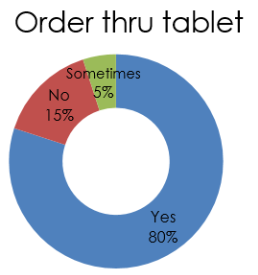 Order thru tablet
Sometimes
5%
No
15%
Yes
80%